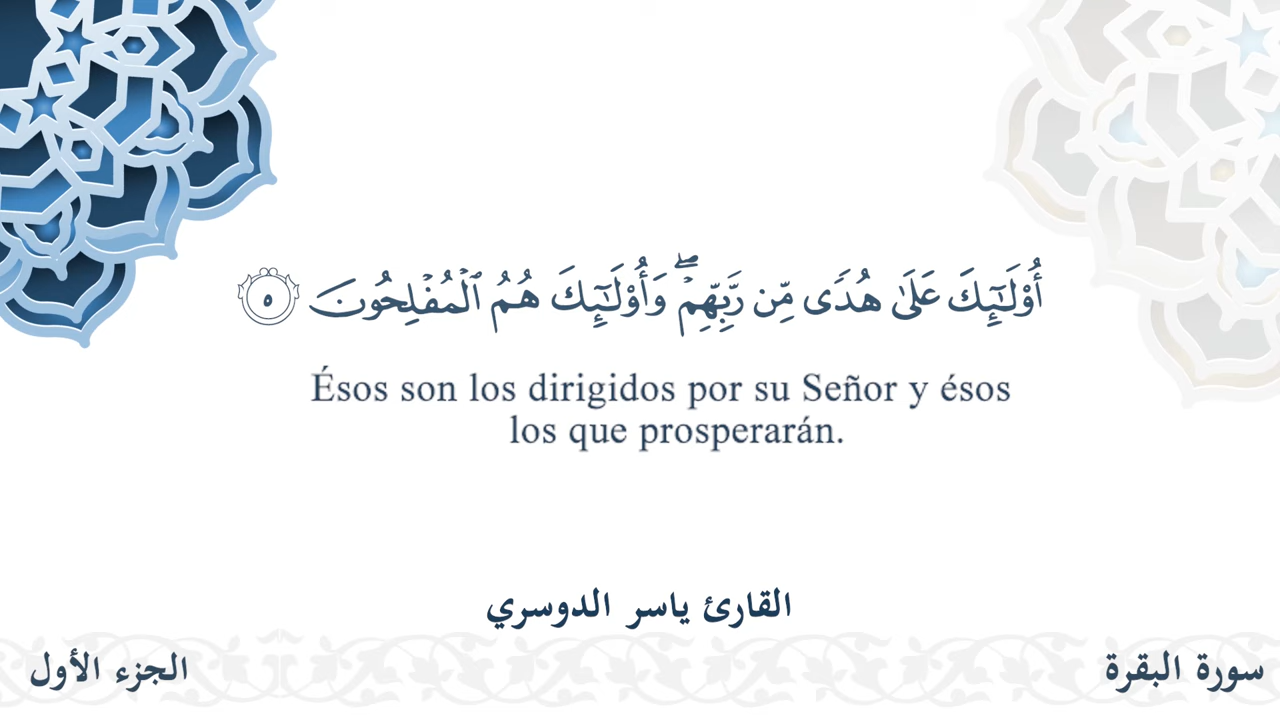 أُو۟لَـٰٓئِكَ عَلَىٰ هُدًى مِّن رَّبِّهِمْ ۖ وَأُو۟لَـٰٓئِكَ هُمُ ٱلْمُفْلِحُونَ ٥
Ésos son los dirigidos por su Señor y ésos
los que prosperarán.
القارئ ياسر الدوسري
سورة البقرة
الجزء الأول